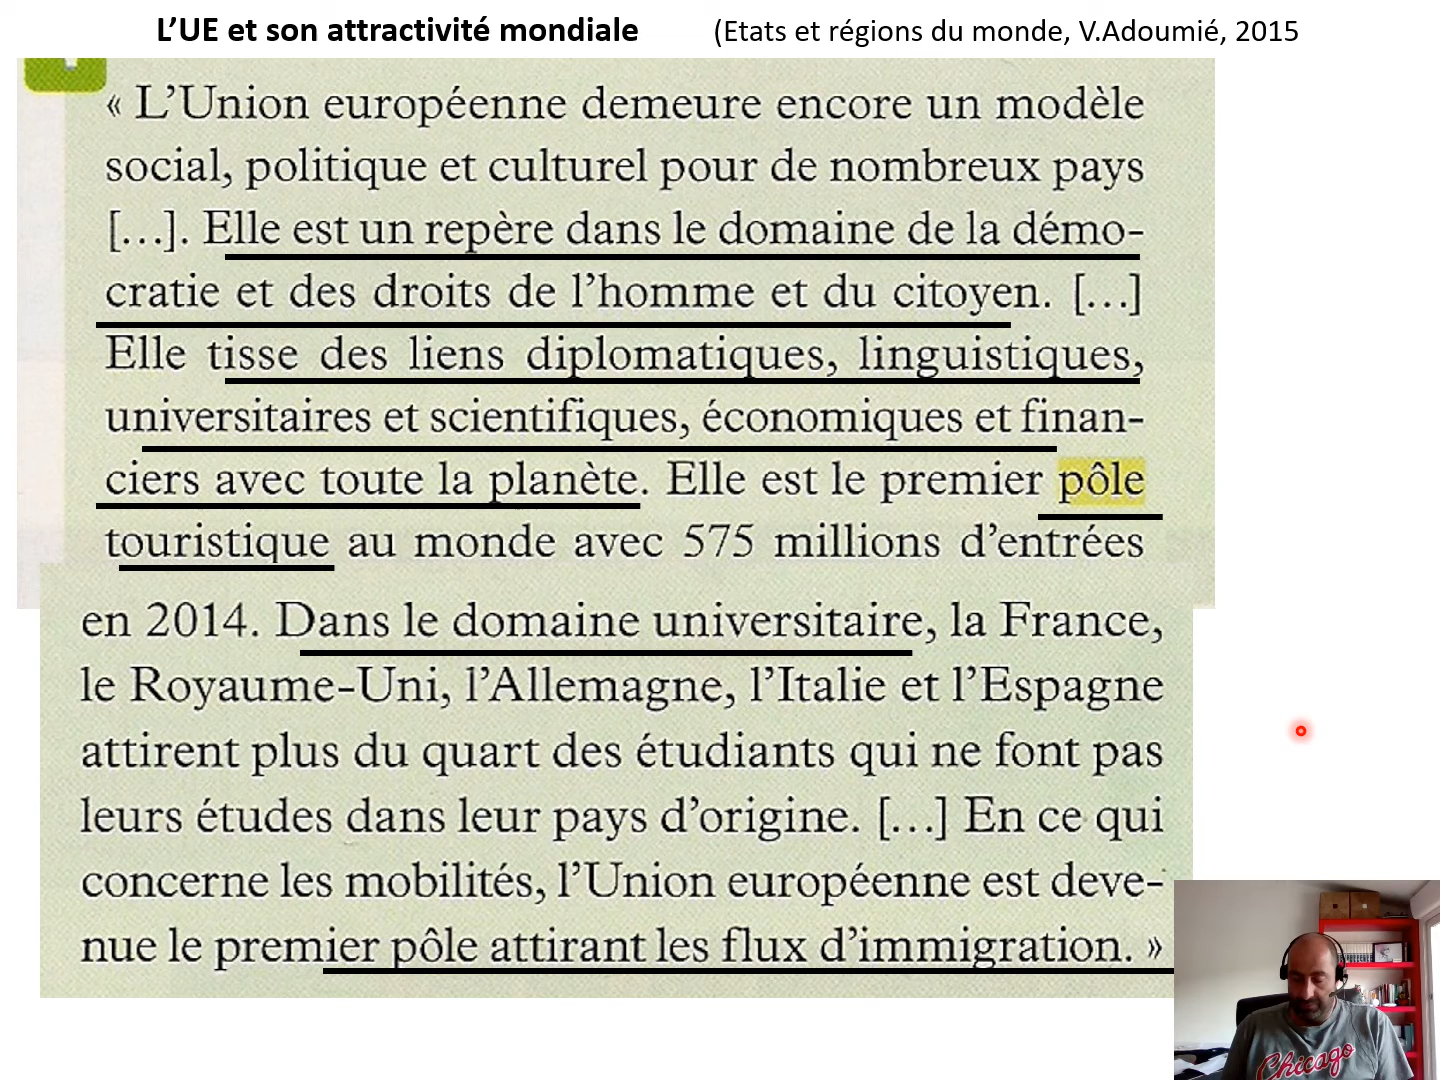 L’UE et son attractivité mondiale (Etats et régions du monde, V.Adoumié, 2015
« L’Union européenne demeure encore un modèle
social, politique et culturel pour de nombreux pays
[…]. Elle est un repère dans le domaine de la démo-
cratie et des droits de l’homme et du citoyen. […]
Elle tisse des liens diplomatiques, linguistiques,
universitaires et scientifiques, économiques et finan-
ciers avec toute la planète. Elle est le premier pôle
touristique au monde avec 575 millions d’entrées
en 2014. Dans le domaine universitaire, la France,
le Royaume-Uni, l’Allemagne, l’Italie et l’Espagne
attirent plus du quart des étudiants qui ne font pas
leurs études dans leur pays d’origine. […] En ce qui
concerne les mobilités, l’Union européenne est deve-
nue le premier pôle attirant les flux d’immigration. »
Chicago